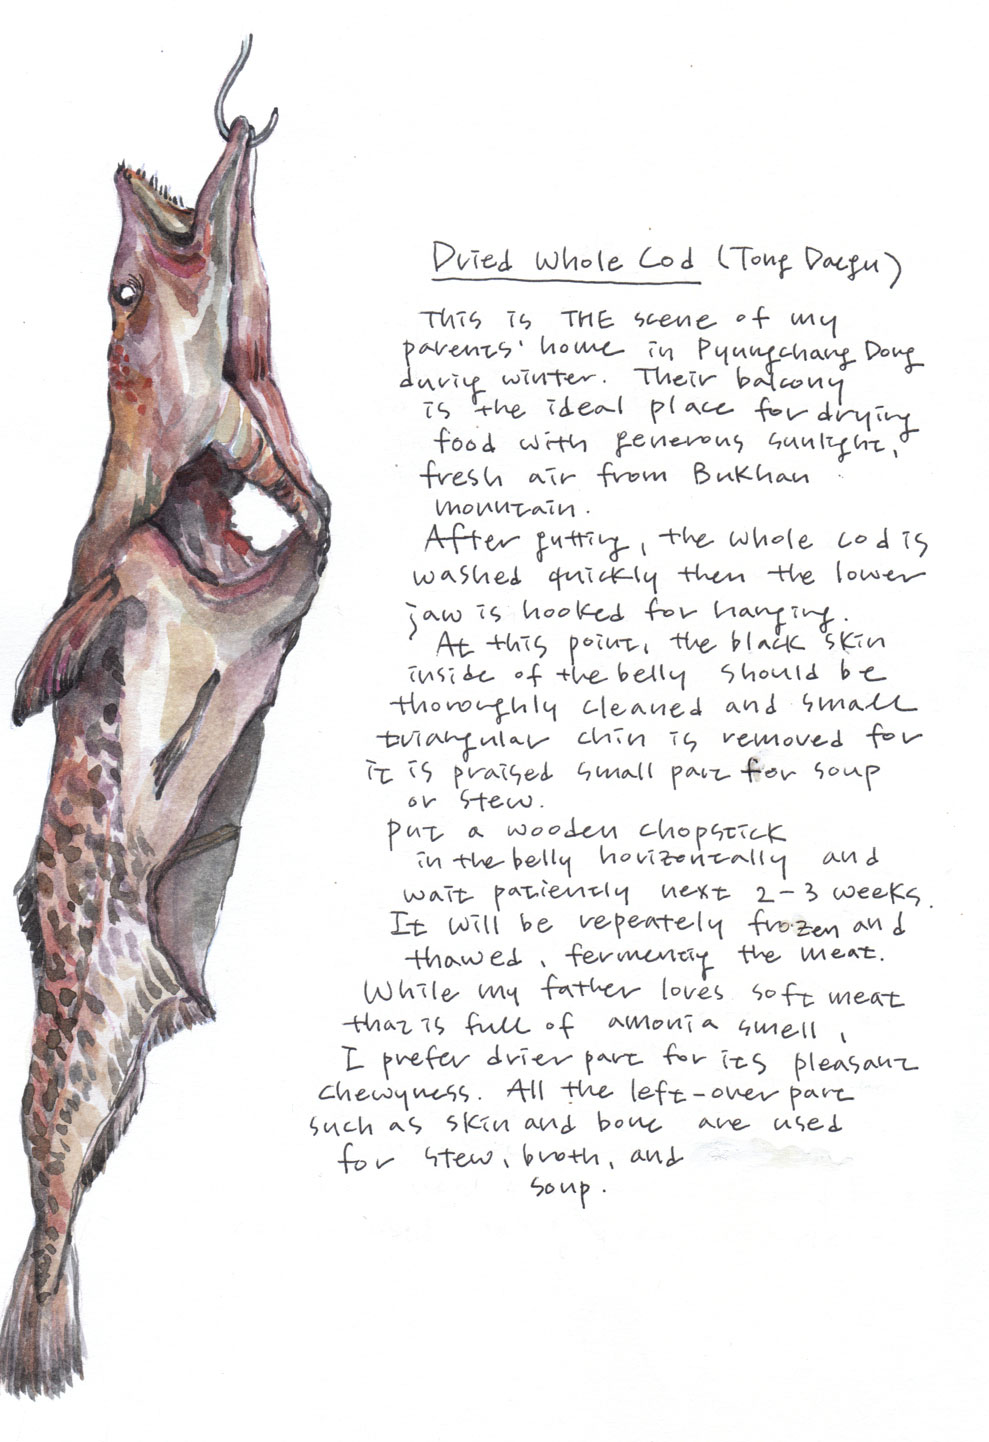 Dried Whole Cod (Tong Daegu)
This is THE scene of my
parents' home in Pyungchang Dong
durig winter. Their balcony
is the ideal place for drying
food with generous sunlight,
fresh air from Bukhan
mountain.
After gutting, the whole cod is
washed quickly then the lower
jaw is hooked for hanging.
At this point, the black skin
inside of the belly should be
thoroughly cleaned and small
triangular chin is removed for
it is praised small part for soup
or stew.
put a wooden chopstick
in the belly horizontally and
wait patiently next 2-3 weeks.
It will be repeately frozen and
thawed, fermentig the meat.
While my father loves soft meat
that is full of amonia smell,
I prefer drier part for its pleasant
chewyness. All the left-over part
such as skin and bone are used
for stew, broth, and
soup.